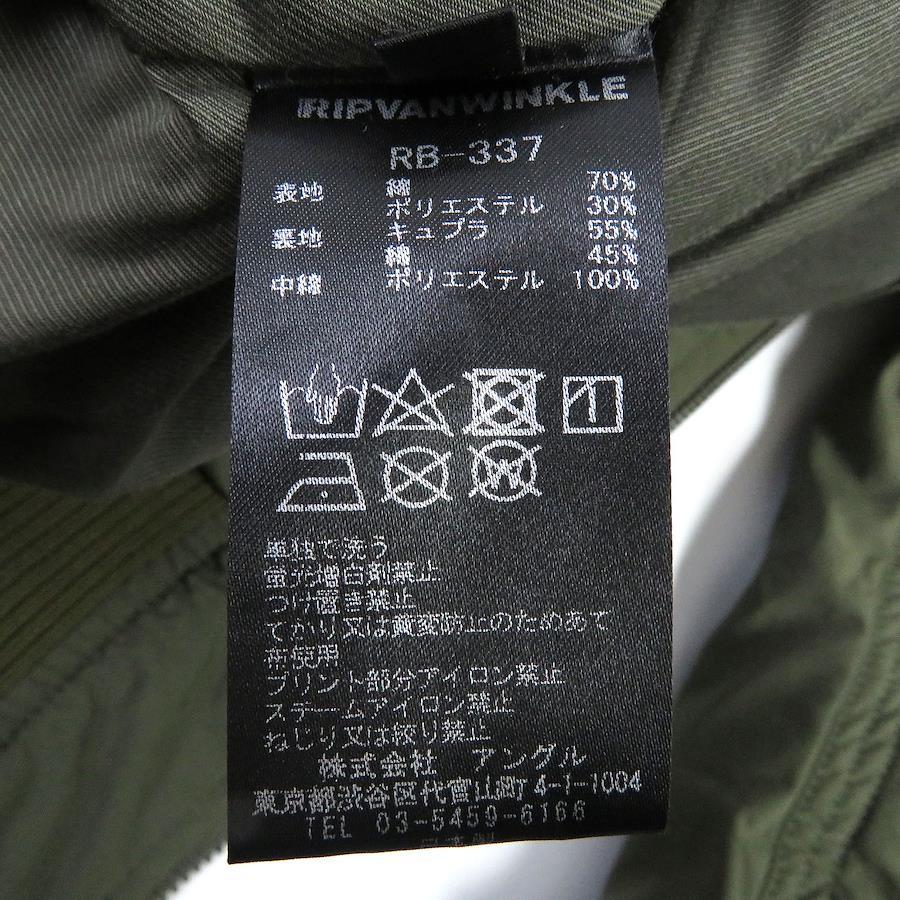 RIPVANWINKLE
RB-337
表地 綿 70%
ポリエステル 30%
裏地 キュプラ 55%
綿 45%
中綿 ポリエステル 100%
単独で洗う
蛍光増白剤禁止
つけ置き禁止
てかり又は黄変防止のためあて
布使用
プリント部分アイロン禁止
スチームアイロン禁止
ねじり又は絞り禁止
株式会社 アングル
東京都渋谷区代官山町4-1-1004
TEL 03-5459-6166